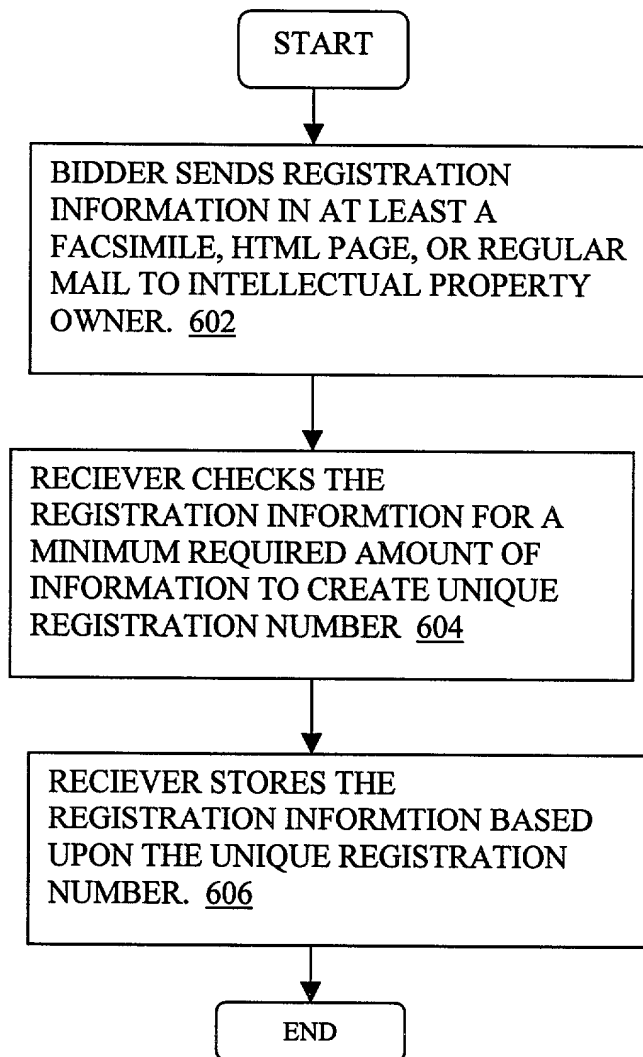 START
BIDDER SENDS REGISTRATION
INFORMATION IN AT LEAST A
FACSIMILE, HTML PAGE, OR REGULAR
MAIL TO INTELLECTUAL PROPERTY
OWNER. 602
RECIEVER CHECKS THE
REGISTRATION INFORMTION FOR A
MINIMUM REQUIRED AMOUNT OF
INFORMATION TO CREATE UNIQUE
REGISTRATION NUMBER 604
RECIEVER STORES THE
REGISTRATION INFORMTION BASED
UPON THE UNIQUE REGISTRATION
NUMBER. 606
END